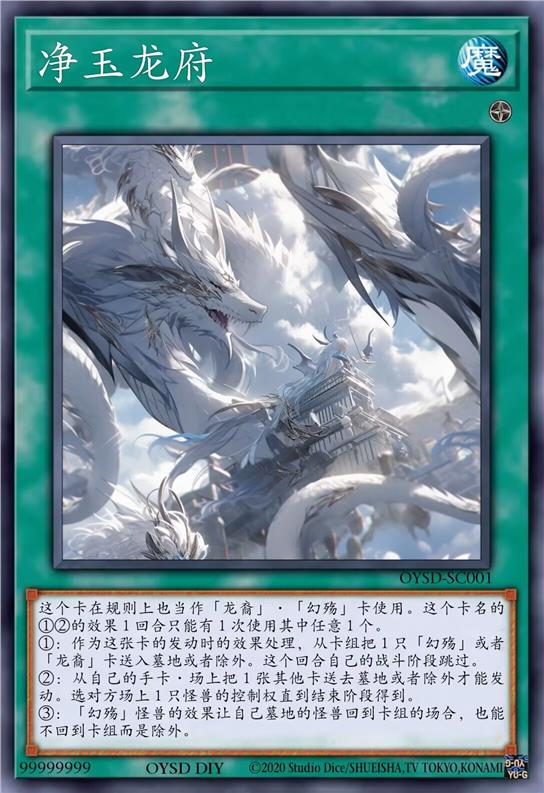 净玉龙府
魔
OYSD-SC001
这个卡在规则上也当作「龙裔」·「幻殇」卡使用。这个卡名的
①②的效果1回合只能有1次使用其中任意1个。
①：作为这张卡的发动时的效果处理，从卡组把1只「幻殇」或者
「龙裔」卡送入墓地或者除外。这个回合自己的战斗阶段跳过。
②：从自己的手卡·场上把1张其他卡送去墓地或者除外才能发
动。选对方场上1只怪兽的控制权直到结束阶段得到。
③：「幻殇」怪兽的效果让自己墓地的怪兽回到卡组的场合，也能
不回到卡组而是除外。
99999999
OYSD DIY
©2020 Studio Dice/SHUEISHA,TV TOKYO,KONAMI